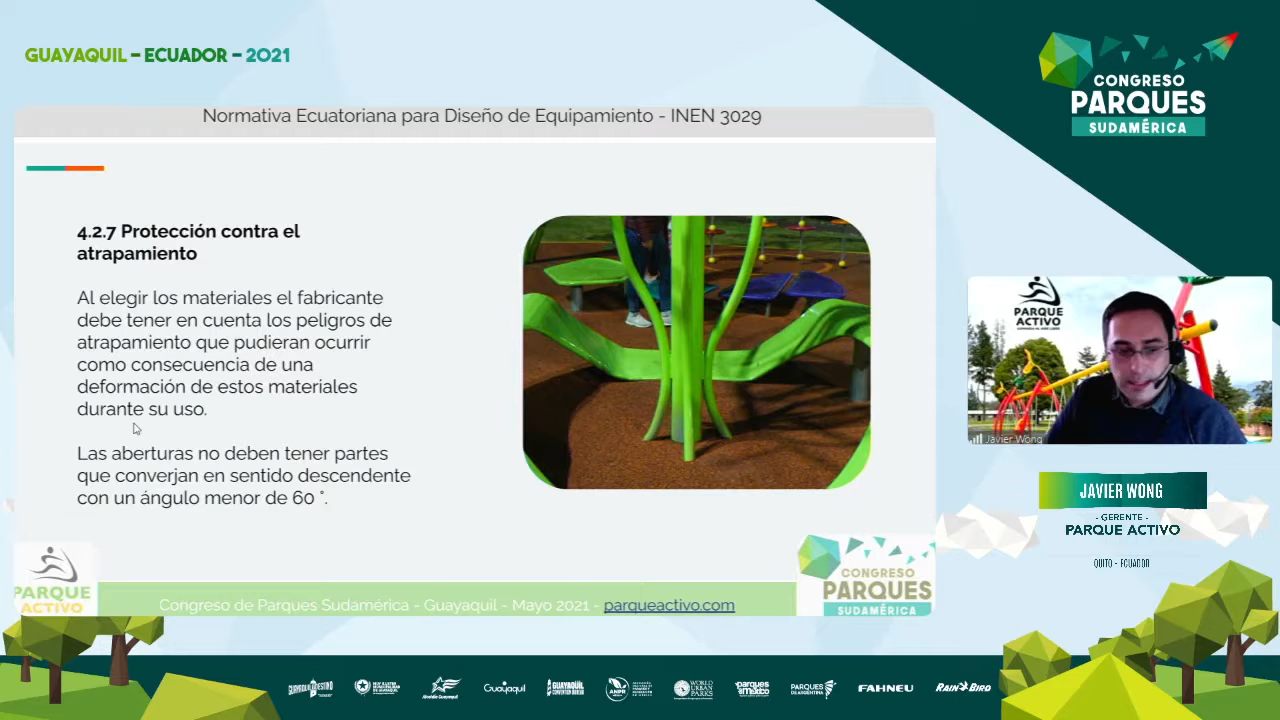 GUAYAQUIL - ECUADOR - 2021
CONGRESO
PARQUES
SUDAMÉRICA
Normativa Ecuatoriana para Diseño de Equipamiento - INEN 3029
4.2.7 Protección contra el
atrapamiento
Al elegir los materiales el fabricante
debe tener en cuenta los peligros de
atrapamiento que pudieran ocurrir
como consecuencia de una
deformación de estos materiales
durante su uso.
Las aberturas no deben tener partes
que converjan en sentido descendente
con un ángulo menor de 60 °.
PARQUE
ACTIVO
Javier Wong
JAVIER WONG
- GERENTE -
PARQUE ACTIVO
QUITO - ECUADOR
PARQUE
ACTIVO
Congreso de Parques Sudamérica - Guayaquil - Mayo 2021 - parqueactivo.com
CONGRESO
PARQUES
SUDAMÉRICA
Guayaquil
ANPR
WORLD
URBAN
PARKS
FAHNEU
RAIN BIRD